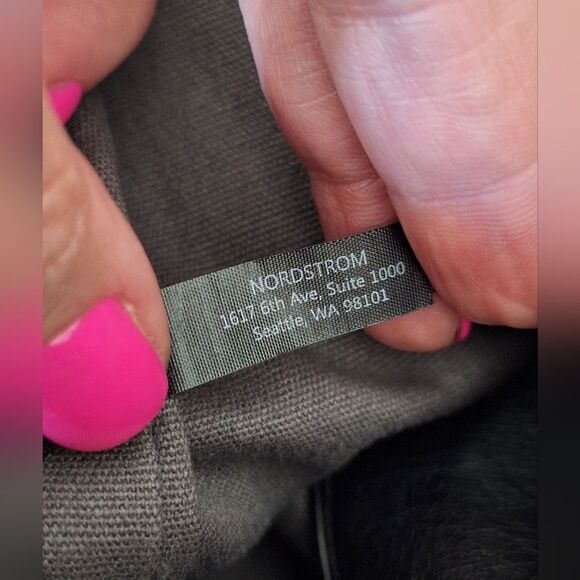 NORDSTROM
1617 6th Ave, Suite 1000
Seattle, WA 98101